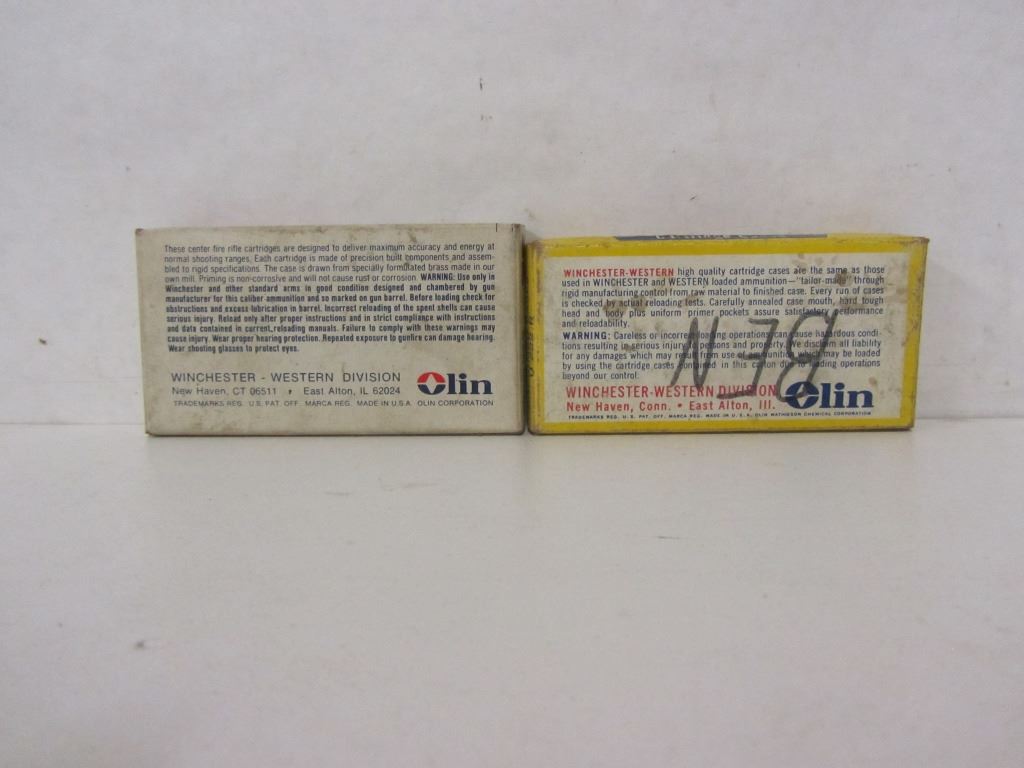 These center fire rifle cartridges are designed to deliver maximum accuracy and energy at
normal shooting ranges. Each cartridge is made of precision built components and assem-
bled to rigid specifications. The case is drawn from specially formulated brass made in our
own mill. Priming is non-corrosive and will not cause rust or corrosion. WARNING: Use only in
Winchester and other standard arms in good condition designed and chambered by gun
manufacturer for this caliber ammunition and so marked on gun barrel. Before loading check for
obstructions and excess lubrication in barrel. Incorrect reloading of the spent shells can cause
serious injury. Reload only after proper instructions and in strict compliance with instructions
and data contained in current reloading manuals. Failure to comply with these warnings may
cause injury. Wear proper hearing protection. Repeated exposure to gunfire can damage hearing.
Wear shooting glasses to protect eyes.
WINCHESTER - WESTERN DIVISION
New Haven, CT 06511 • East Alton, IL 62024
Olin
TRADEMARKS REG. U.S. PAT. OFF. MARCA REG. MADE IN U.S.A. OLIN CORPORATION
WINCHESTER-WESTERN high quality cartridge cases are the same as those
used in WINCHESTER and WESTERN loaded ammunition—"tailor-made" through
rigid manufacturing control from raw material to finished case. Every run of cases
is checked by actual reloading tests. Carefully annealed case mouth, hard tough
head and body plus uniform primer pockets assure satisfactory performance
and reloadability.
WARNING: Careless or incorrect loading operations can cause hazardous condi-
tions resulting in serious injury to persons and property. We disclaim all liability
for any damages which may result from use of ammunition which may be loaded
by using the cartridge cases packed in this carton due to loading operations
beyond our control.
WINCHESTER-WESTERN DIVISION
New Haven, Conn. • East Alton, Ill.
Olin
TRADEMARKS REG. U.S. PAT. OFF. MARCA REG. MADE IN U.S.A. OLIN MATHIESON CHEMICAL CORPORATION